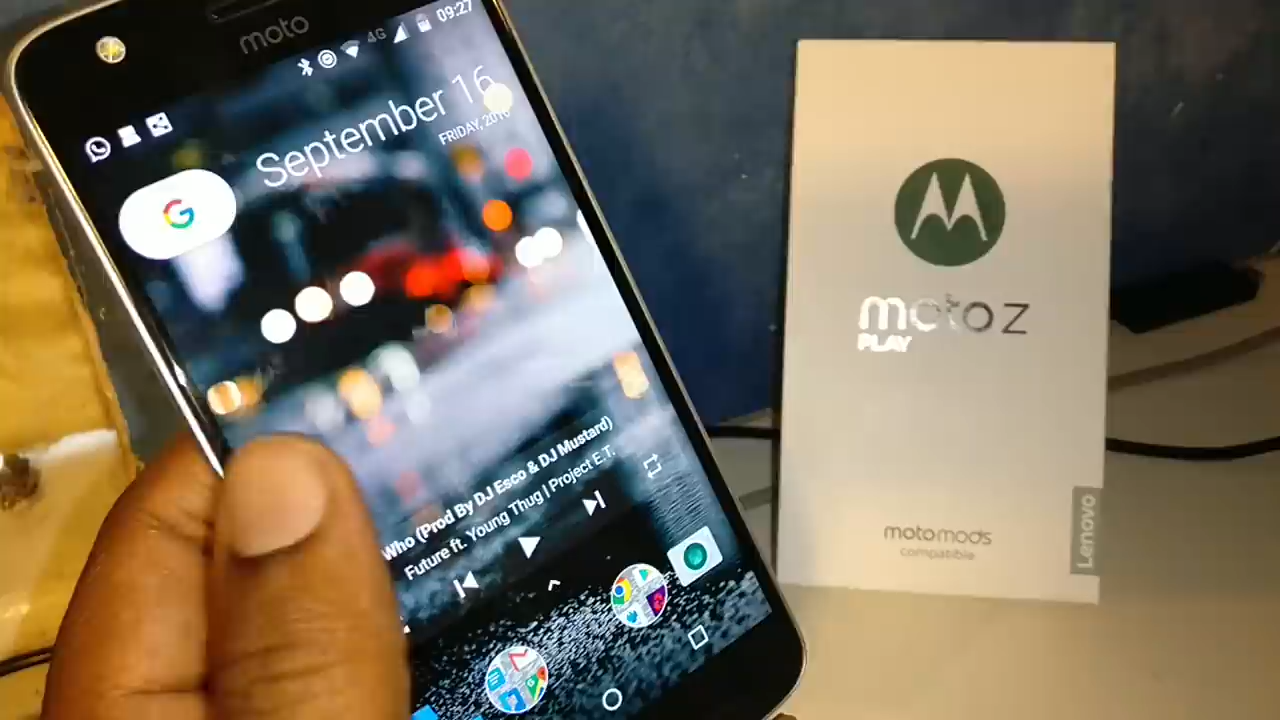 moto
4G 09:27
September 16
FRIDAY, 2016
G
Who (Prod By DJ Esco & DJ Mustard)
Future ft. Young Thug | Project E.T.
moto z
PLAY
motomods
compatible
Lenovo